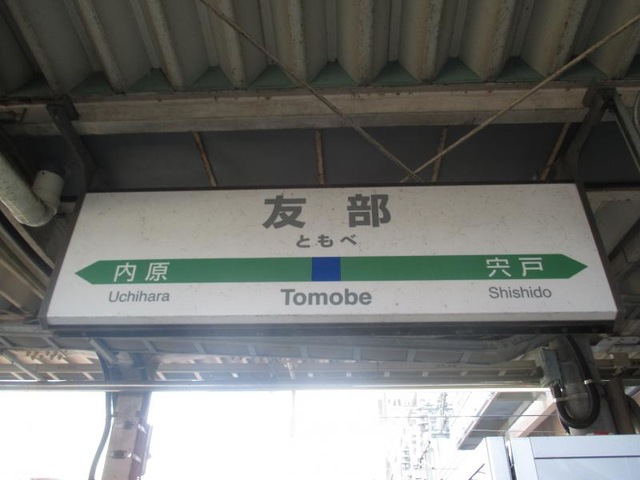 友部
ともべ
内原
宍戸
Uchihara
Tomobe
Shishido